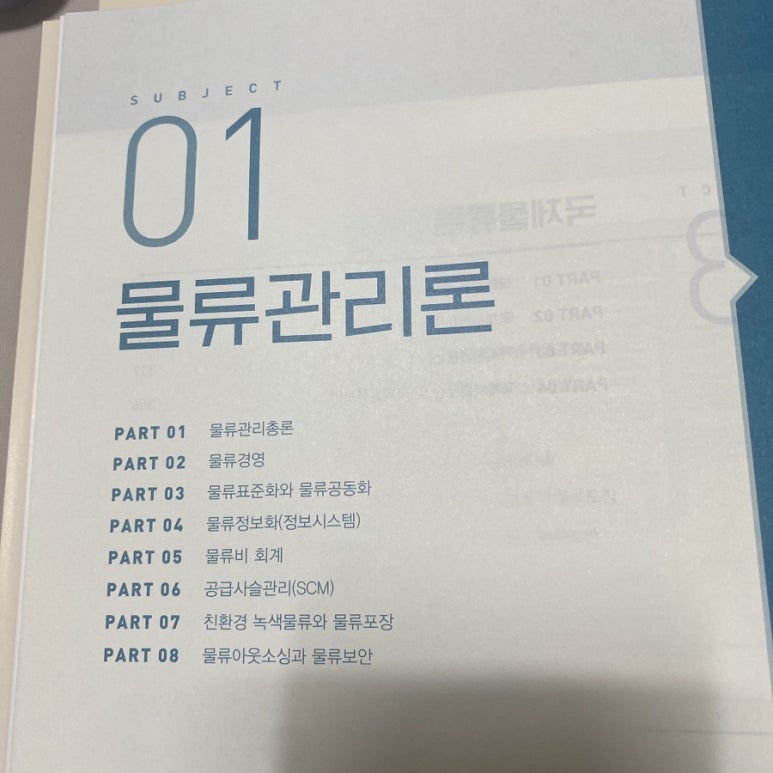 SUBJECT
01
물류관리론
PART 01 물류관리총론
PART 02 물류경영
PART 03 물류표준화와 물류공동화
PART 04 물류정보화(정보시스템)
PART 05 물류비 회계
PART 06 공급사슬관리(SCM)
PART 07 친환경 녹색물류와 물류포장
PART 08 물류아웃소싱과 물류보안